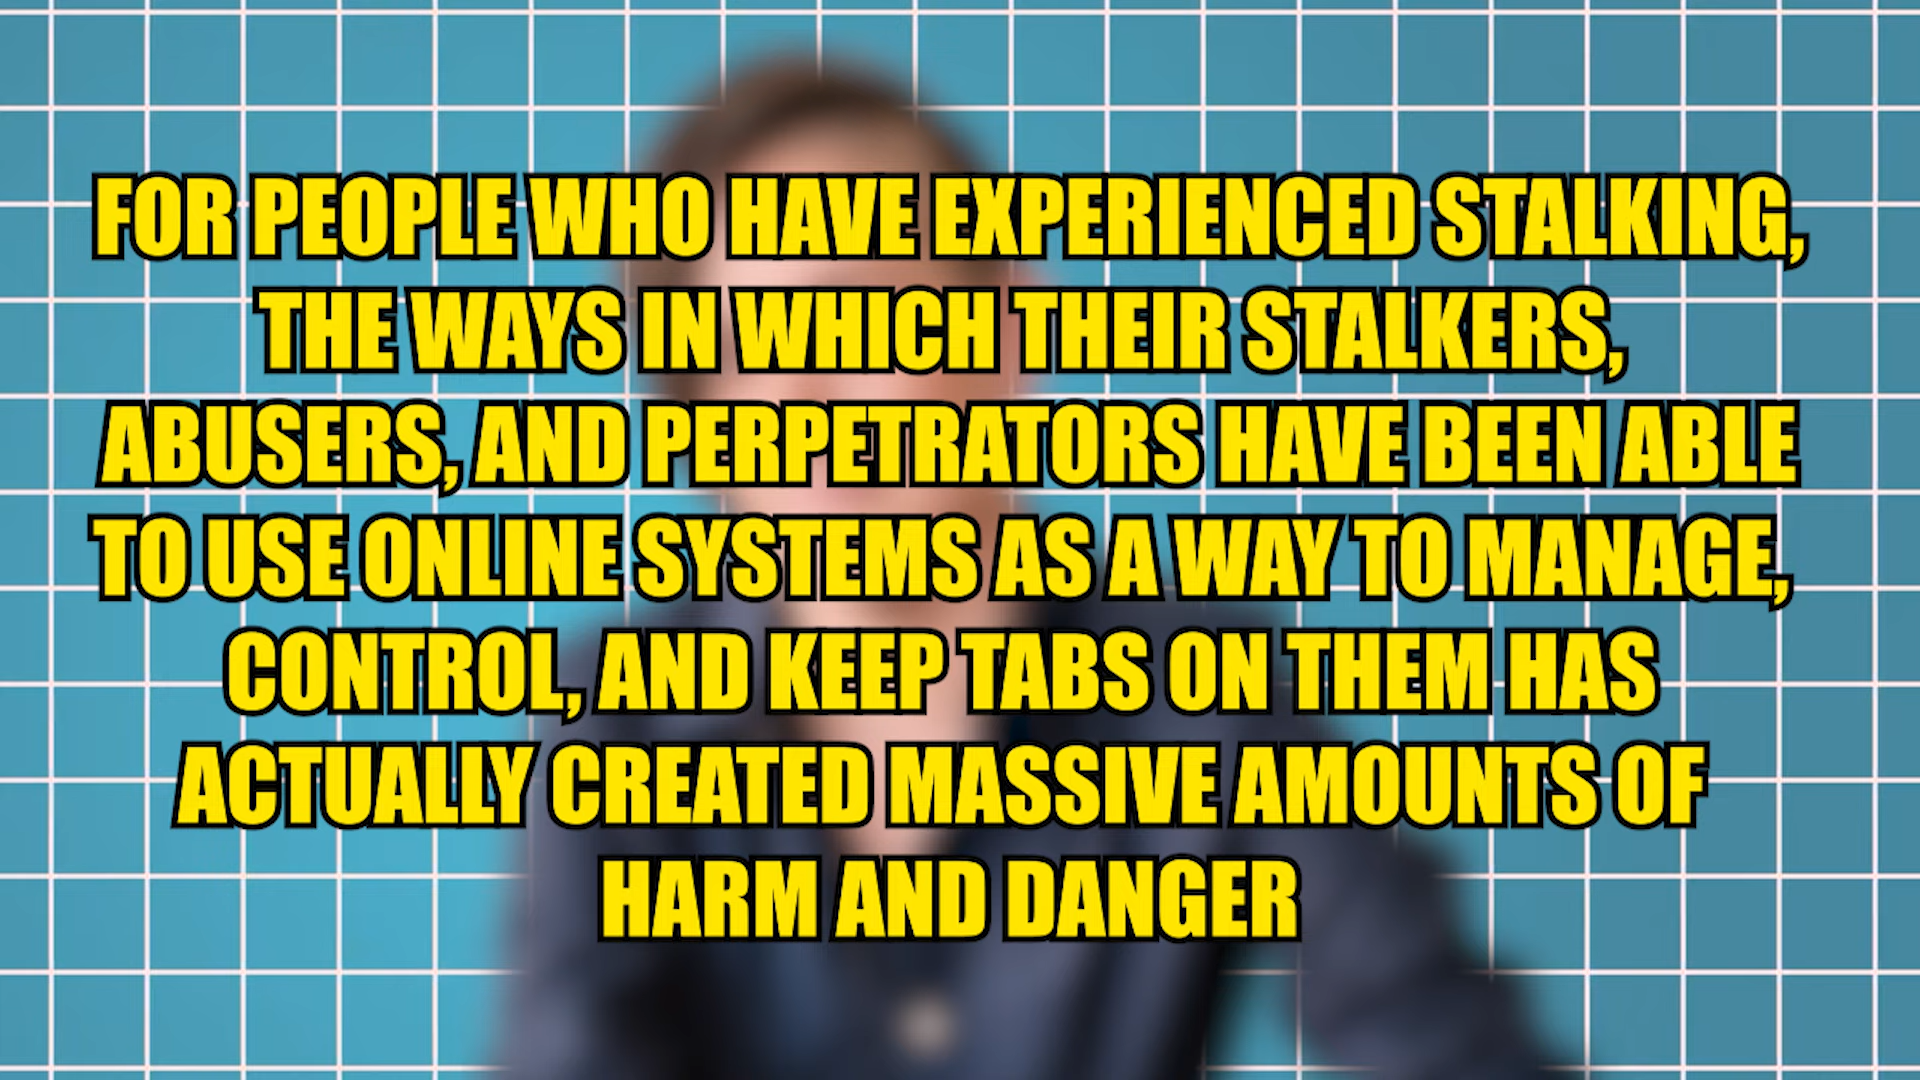 FOR PEOPLE WHO HAVE EXPERIENCED STALKING,
THE WAYS IN WHICH THEIR STALKERS,
ABUSERS, AND PERPETRATORS HAVE BEEN ABLE
TO USE ONLINE SYSTEMS AS A WAY TO MANAGE,
CONTROL, AND KEEP TABS ON THEM HAS
ACTUALLY CREATED MASSIVE AMOUNTS OF
HARM AND DANGER